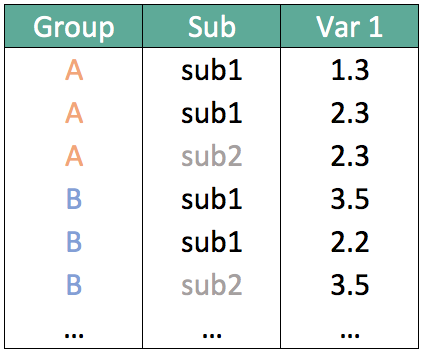 Group Sub Var 1
A sub1 1.3
A sub1 2.3
A sub2 2.3
B sub1 3.5
B sub1 2.2
B sub2 3.5
... ... ...